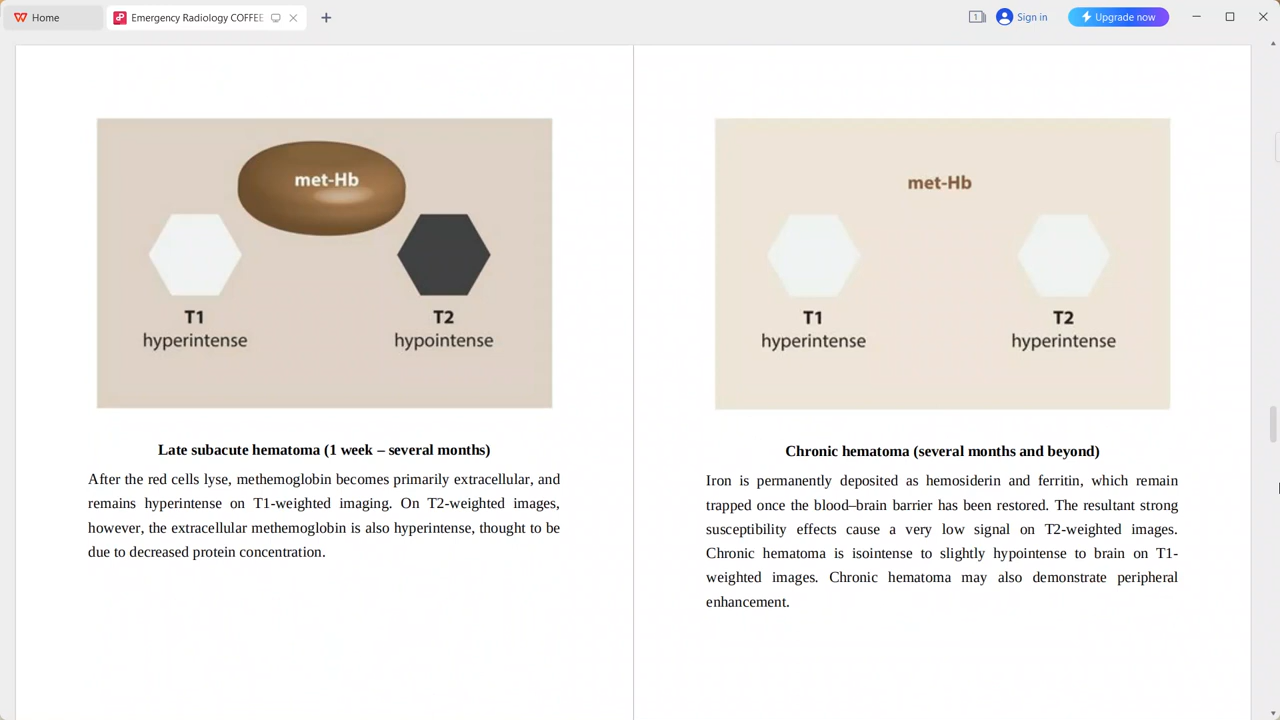 Home
Emergency Radiology COFFEE
1
Sign in
Upgrade now
met-Hb
T1
hyperintense
T2
hypointense
Late subacute hematoma (1 week – several months)
After the red cells lyse, methemoglobin becomes primarily extracellular, and
remains hyperintense on T1-weighted imaging. On T2-weighted images,
however, the extracellular methemoglobin is also hyperintense, thought to be
due to decreased protein concentration.
met-Hb
T1
hyperintense
T2
hyperintense
Chronic hematoma (several months and beyond)
Iron is permanently deposited as hemosiderin and ferritin, which remain
trapped once the blood–brain barrier has been restored. The resultant strong
susceptibility effects cause a very low signal on T2-weighted images.
Chronic hematoma is isointense to slightly hypointense to brain on T1-
weighted images. Chronic hematoma may also demonstrate peripheral
enhancement.